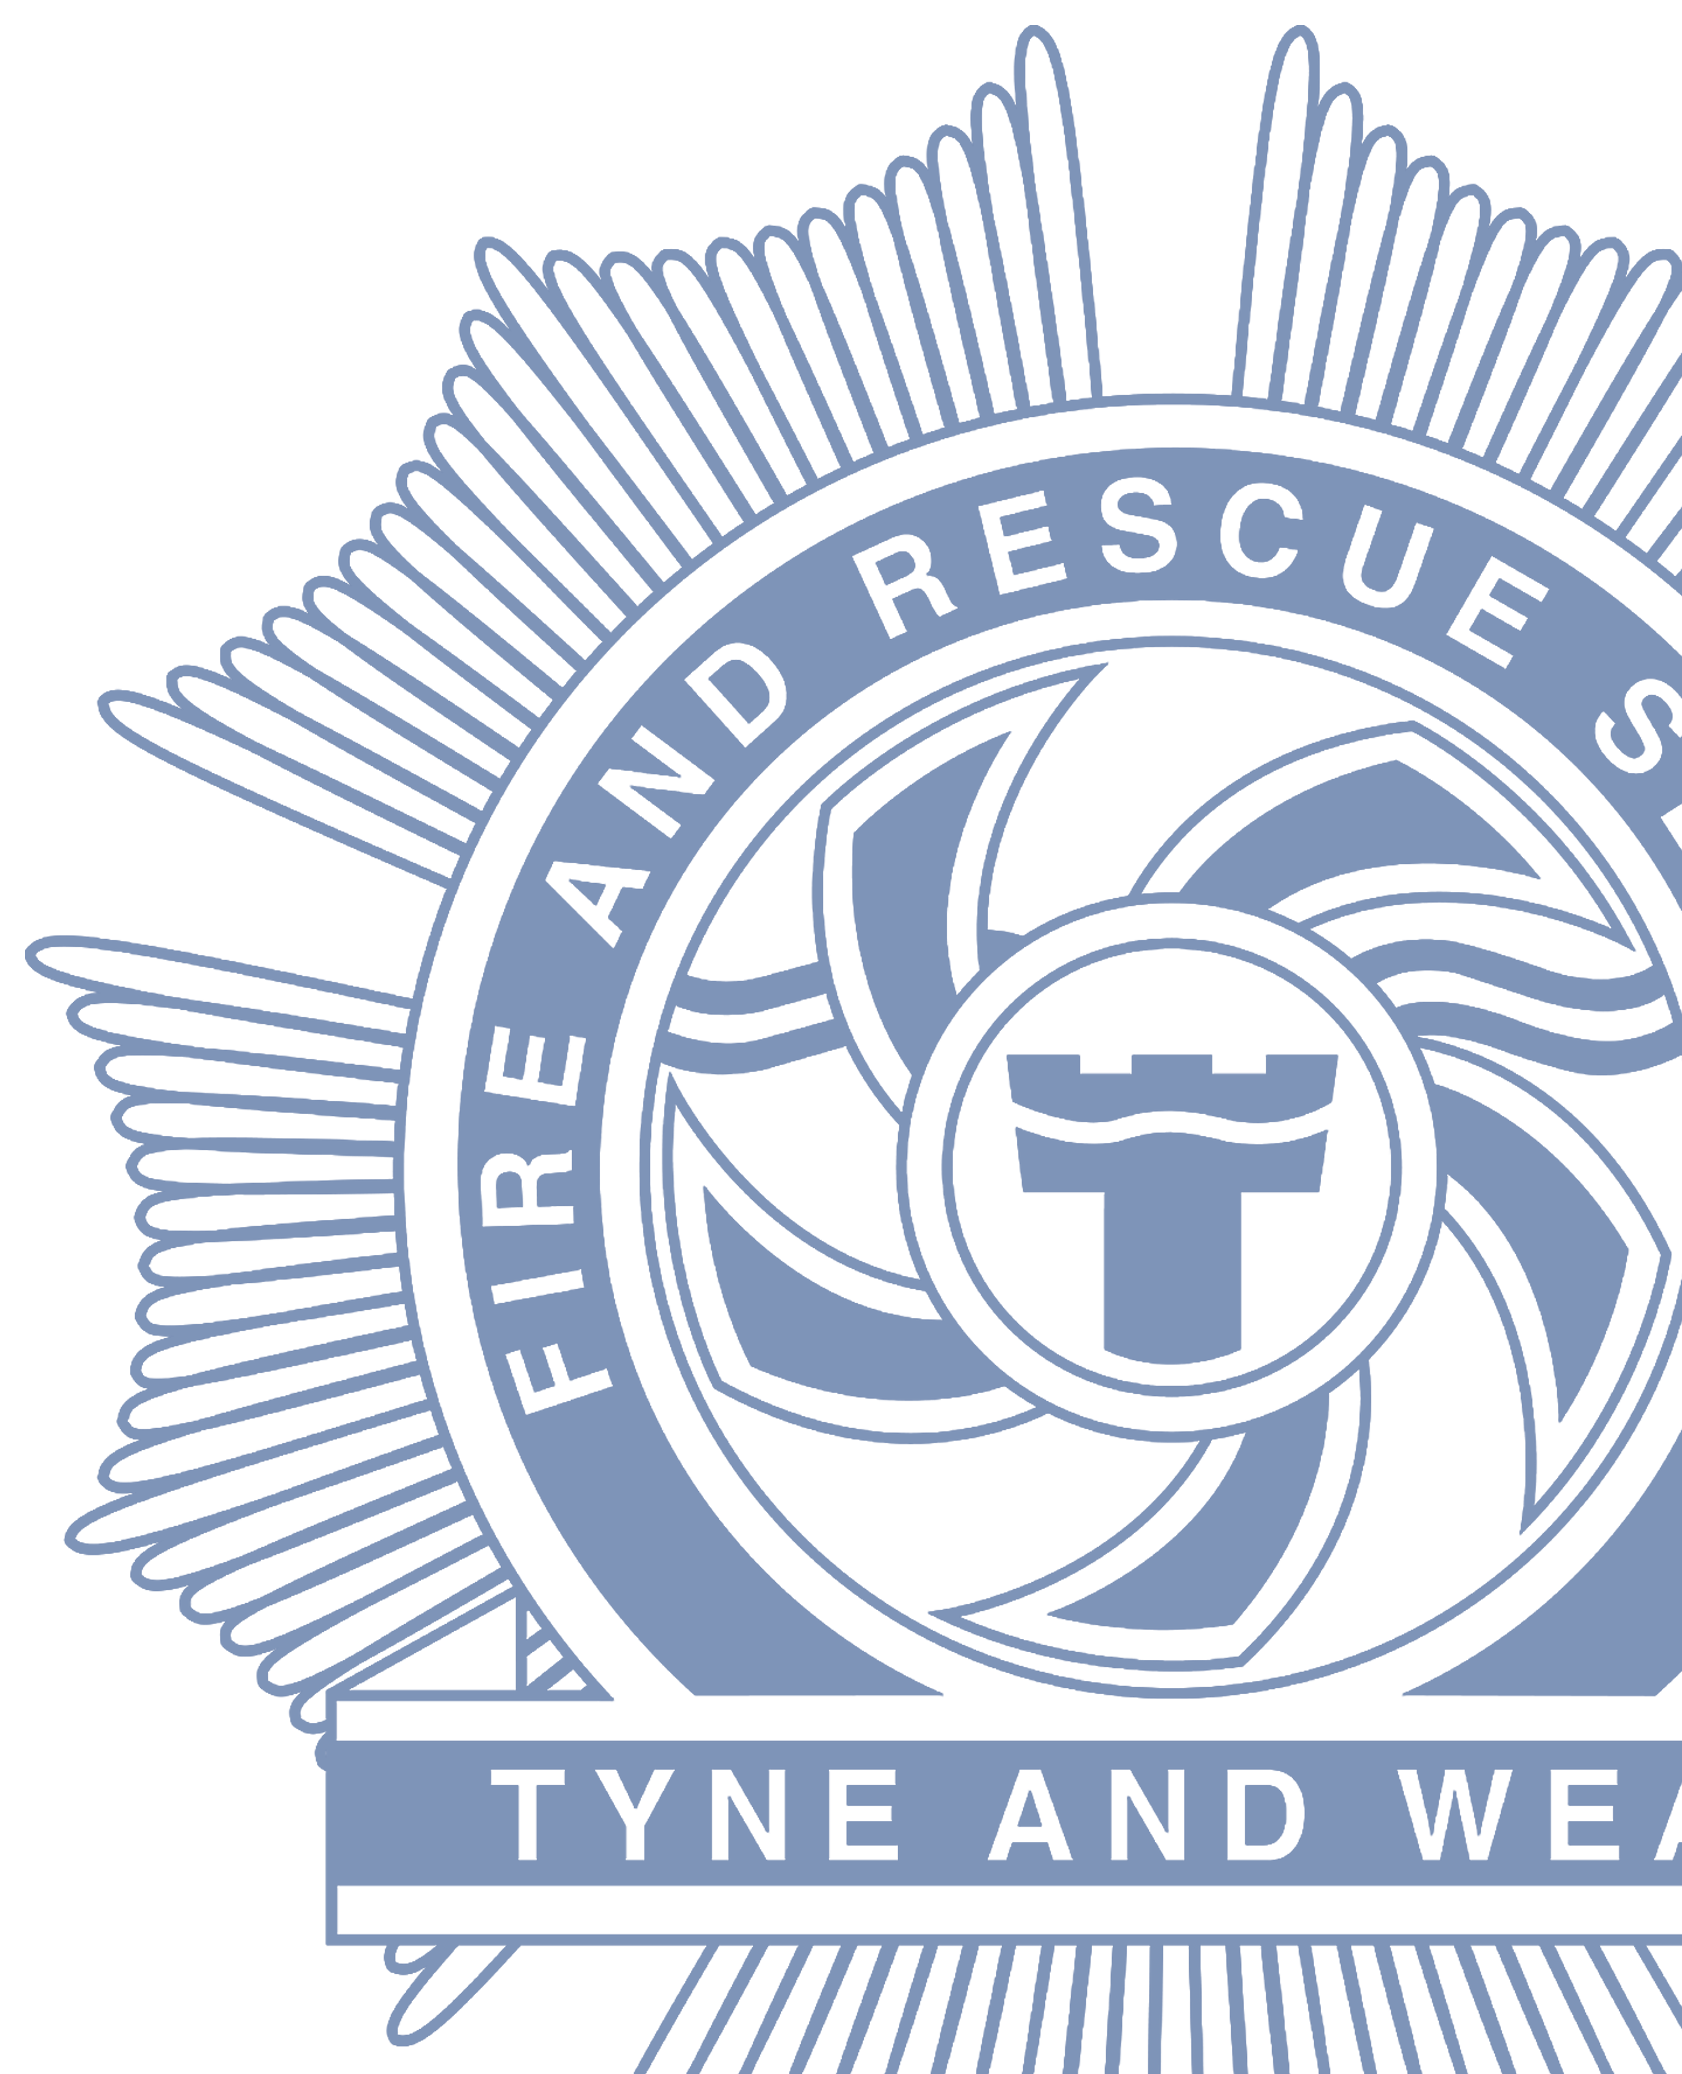 FIRE AND RESCUE S
TYNE AND WEA